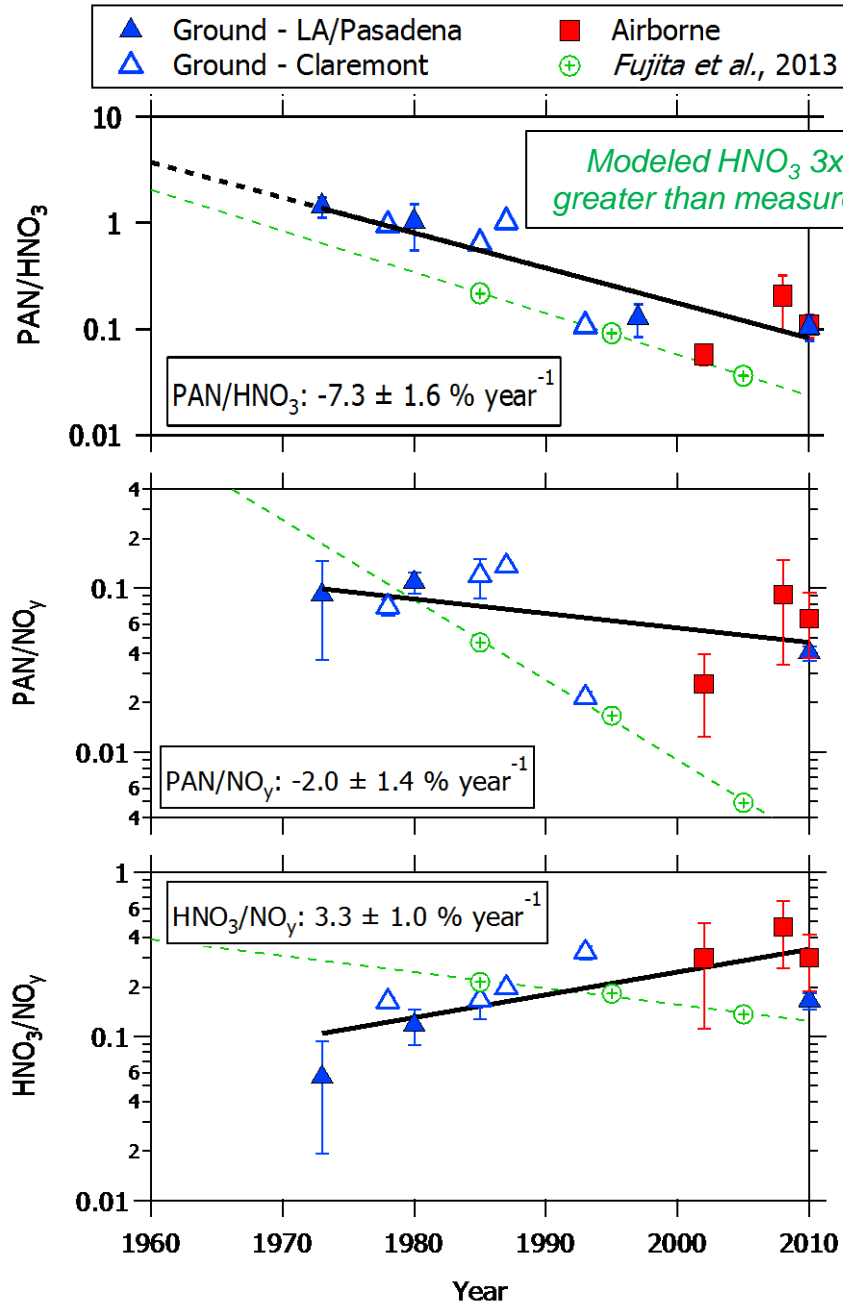 Ground - LA/Pasadena
Airborne
Ground - Claremont
Fujita et al., 2013
10
1
0.1
0.01
PAN/HNO₃
Modeled HNO₃ 3x
greater than measure
PAN/HNO₃: -7.3 ± 1.6 % year⁻¹
4
2
0.1
6
4
2
0.01
6
4
PAN/NOy
PAN/NOy: -2.0 ± 1.4 % year⁻¹
1
6
4
2
0.1
6
4
2
0.01
HNO₃/NOy
HNO₃/NOy: 3.3 ± 1.0 % year⁻¹
1960
1970
1980
1990
2000
2010
Year